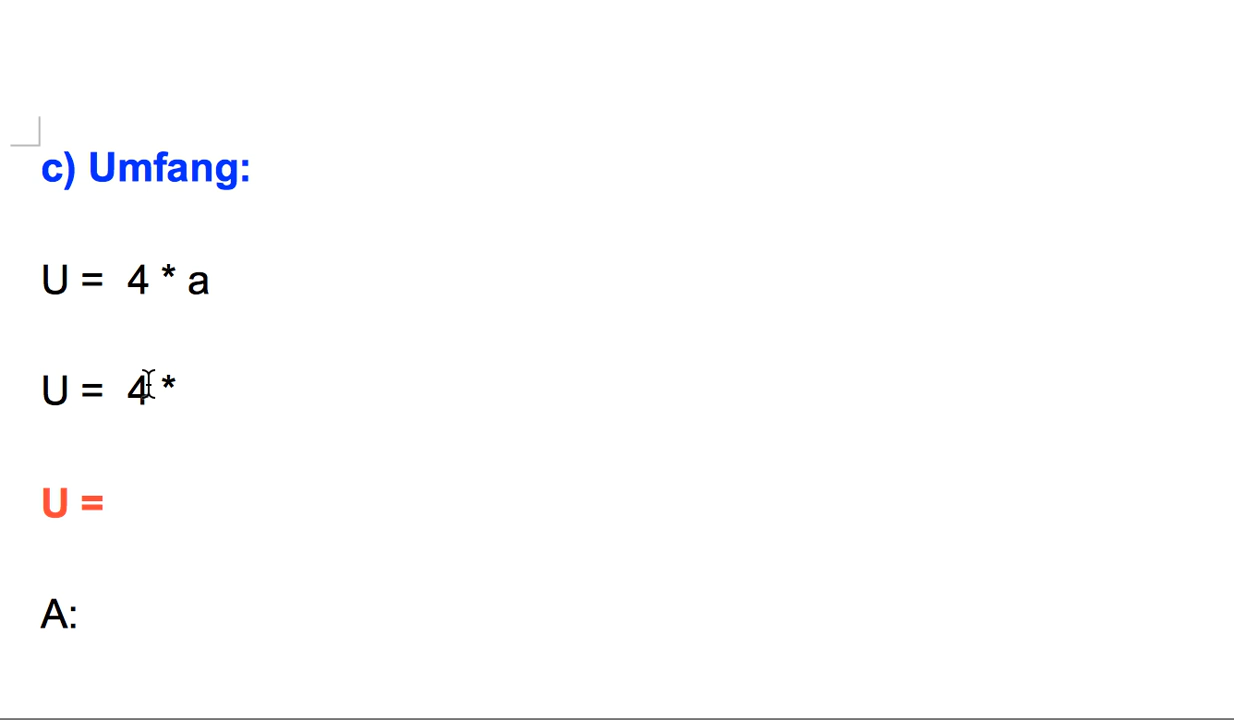 c) Umfang:
U = 4 * a
U = 4 *
U =
A: